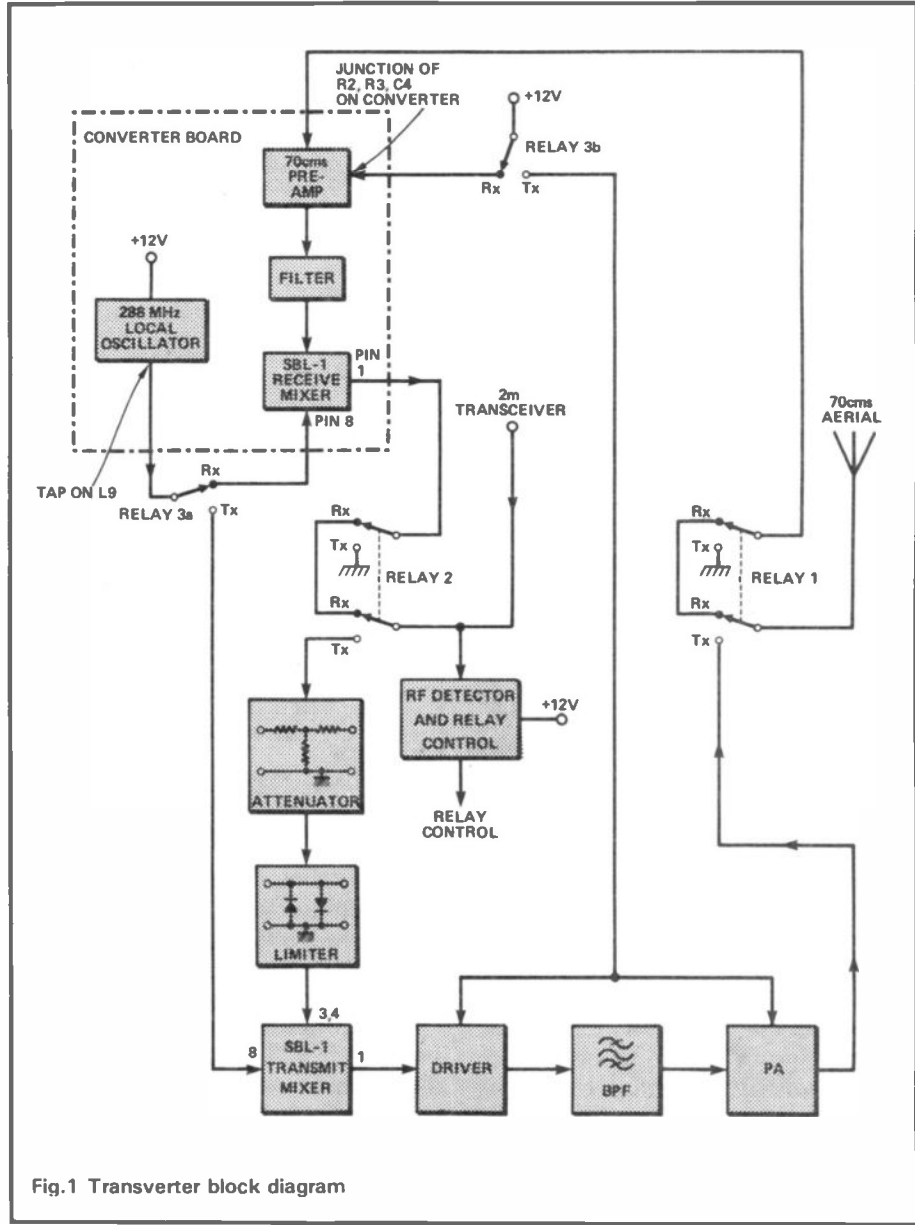 JUNCTION OF
R2, R3, C4
ON CONVERTER
+12V
CONVERTER BOARD
RELAY 3b
70cms
PRE-
AMP
Rx
Tx
+12V
FILTER
288 MHz
LOCAL
OSCILLATOR
SBL-1
RECEIVE
MIXER
PIN
1
PIN 8
2m
TRANSCEIVER
70cms
AERIAL
TAP ON L9
Rx
Tx
RELAY 3a
Rx
Tx
RELAY 2
Rx
Tx
Rx
Tx
RELAY 1
Rx
Tx
RF DETECTOR
AND RELAY
CONTROL
+12V
ATTENUATOR
RELAY
CONTROL
LIMITER
3,4
8
SBL-1
TRANSMIT
MIXER
1
DRIVER
BPF
PA
Fig.1 Transverter block diagram